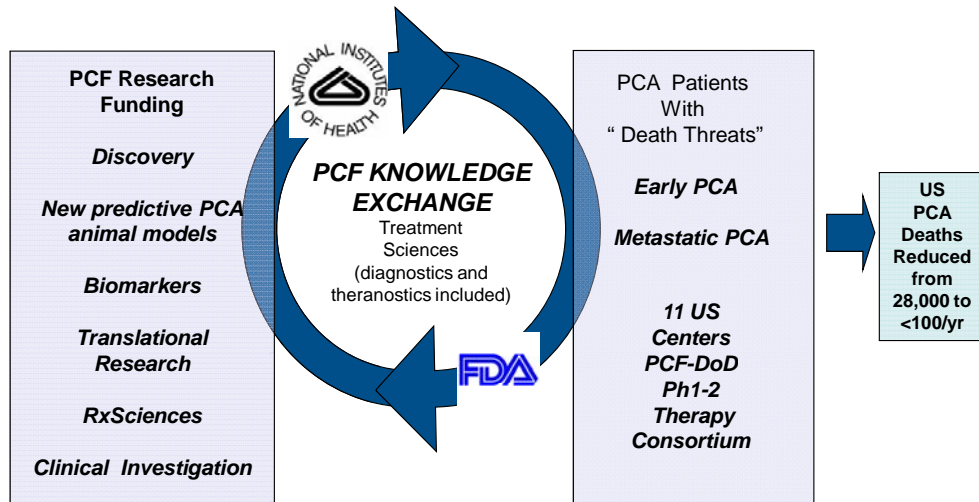 PCF Research
Funding
Discovery
New predictive PCA
animal models
Biomarkers
Translational
Research
RxSciences
Clinical Investigation
NATIONAL INSTITUTES
OF HEALTH
PCF KNOWLEDGE
EXCHANGE
Treatment
Sciences
(diagnostics and
theranostics included)
FDA
PCA Patients
With
“ Death Threats”
Early PCA
Metastatic PCA
11 US
Centers
PCF-DoD
Ph1-2
Therapy
Consortium
US
PCA
Deaths
Reduced
from
28,000 to
<100/yr